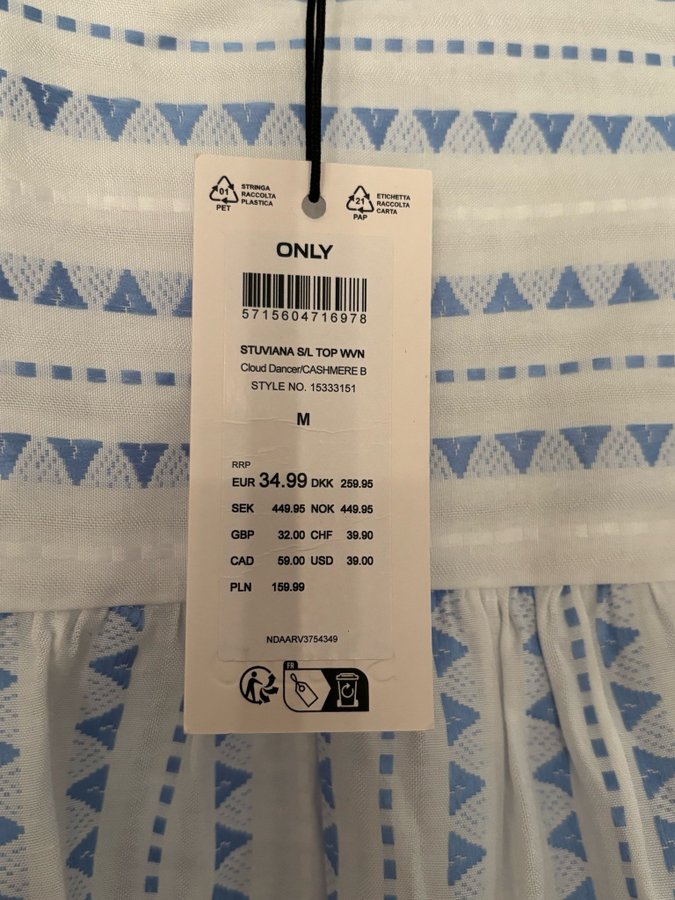 01
PET
STRINGA
RACCOLTA
PLASTICA
21
PAP
ETICHETTA
RACCOLTA
CARTA
ONLY
5715604716978
STUVIANA S/L TOP WVN
Cloud Dancer/CASHMERE B
STYLE NO. 15333151
M
RRP
EUR 34.99 DKK 259.95
SEK 449.95 NOK 449.95
GBP 32.00 CHF 39.90
CAD 59.00 USD 39.00
PLN 159.99
NDAARV3754349
FR